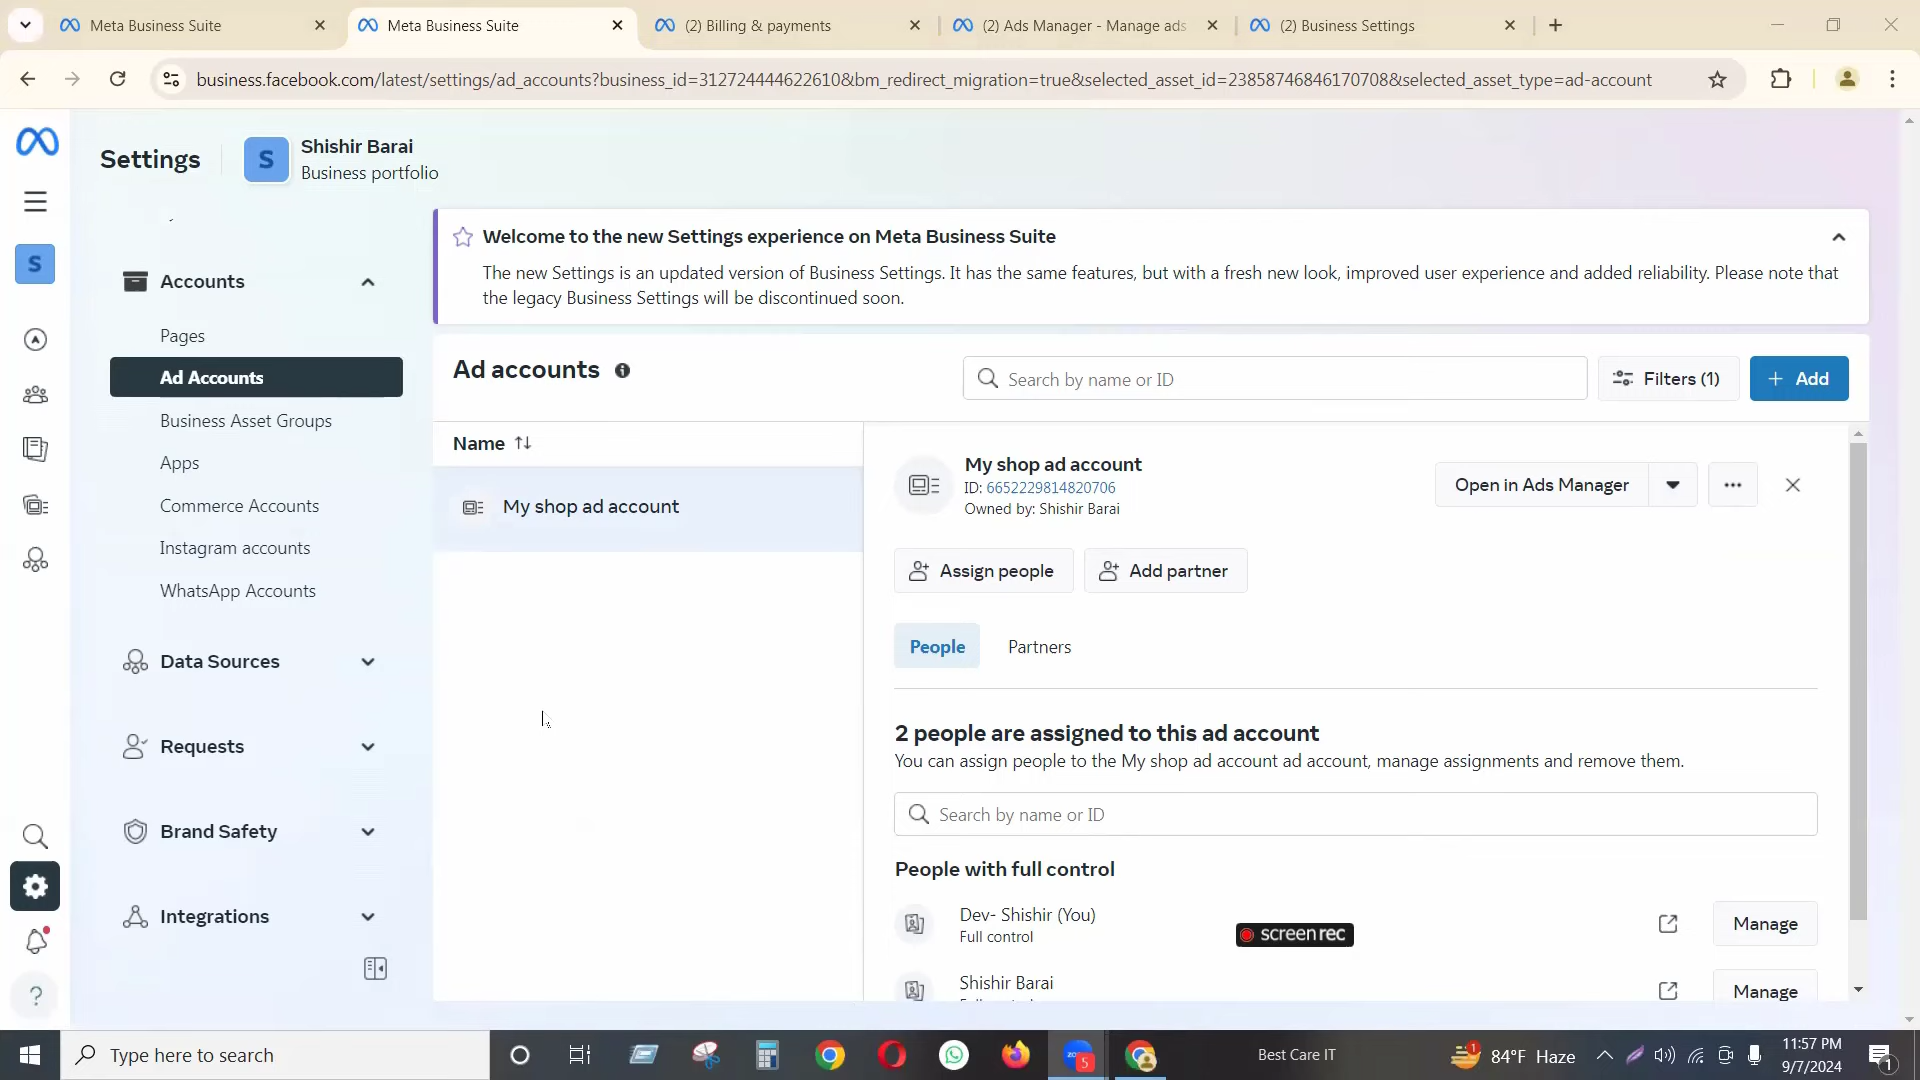 Meta Business Suite
Meta Business Suite
(2) Billing & payments
(2) Ads Manager - Manage ads
(2) Business Settings
business.facebook.com/latest/settings/ad_accounts?business_id=312724444622610&bm_redirect_migration=true&selected_asset_id=23858746846170708&selected_asset_type=ad-account
Settings
S
Shishir Barai
Business portfolio
S
Accounts
Pages
Ad Accounts
Business Asset Groups
Apps
Commerce Accounts
Instagram accounts
WhatsApp Accounts
Data Sources
Requests
Brand Safety
Integrations
Welcome to the new Settings experience on Meta Business Suite
The new Settings is an updated version of Business Settings. It has the same features, but with a fresh new look, improved user experience and added reliability. Please note that
the legacy Business Settings will be discontinued soon.
Ad accounts
Search by name or ID
Filters (1)
+ Add
Name
My shop ad account
My shop ad account
ID: 6652229814820706
Owned by: Shishir Barai
Open in Ads Manager
Assign people
Add partner
People
Partners
2 people are assigned to this ad account
You can assign people to the My shop ad account ad account, manage assignments and remove them.
Search by name or ID
People with full control
Dev- Shishir (You)
Full control
Manage
screenrec
Shishir Barai
Manage
Type here to search
5
Best Care IT
1
84°F Haze
11:57 PM
9/7/2024
1